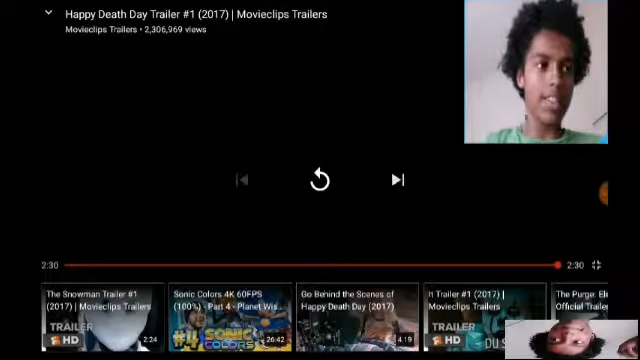 Happy Death Day Trailer #1 (2017) | Movieclips Trailers
Movieclips Trailers • 2,306,969 views
2:30
2:30
The Snowman Trailer #1
(2017) | Movieclips Trailers
TRAILER
HD
2:24
Sonic Colors 4K 60FPS
(100%) - Part 4 - Planet Wis...
#4 SONIC COLORS
26:42
Go Behind the Scenes of
Happy Death Day (2017)
4:19
It Trailer #1 (2017) |
Movieclips Trailers
TRAILER
HD
The Purge: Ele
Official Trailer